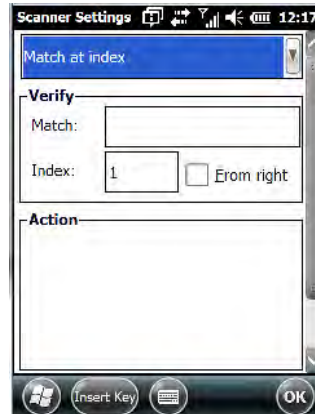 Scanner Settings 12:17
Match at index
Verify
Match:
Index: 1 From right
Action
Insert Key OK